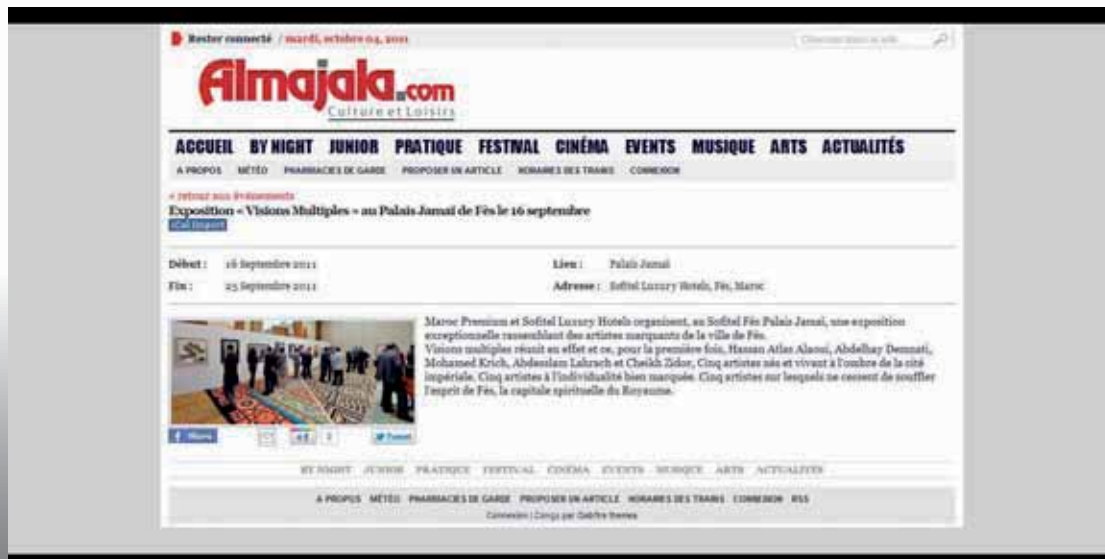 Rester connecté / mardi, octobre 04, 2011
Almajala.com
Culture et Loisirs
ACCUEIL BY NIGHT JUNIOR PRATIQUE FESTIVAL CINÉMA EVENTS MUSIQUE ARTS ACTUALITÉS
A PROPOS MÉTÉO PHARMACIES DE GARDE PROPOSER UN ARTICLE HORAIRES DES TRAINS CONNEXION
« retour aux évènements
Exposition « Visions Multiples » au Palais Jamaï de Fès le 16 septembre
iCal Import
Début : 16 Septembre 2011 Lieu : Palais Jamaï
Fin : 25 Septembre 2011 Adresse : Sofitel Luxury Hotels, Fès, Maroc
Maroc Premium et Sofitel Luxury Hotels organisent, au Sofitel Fès Palais Jamaï, une exposition
exceptionnelle rassemblant des artistes marquants de la ville de Fès.
Visions multiples réunit en effet et ce, pour la première fois, Hassan Atlas Alaoui, Abdelhay Demnati,
Mohamed Krich, Abdesslam Lahrach et Cheikh Zidor, Cinq artistes nés et vivant à l'ombre de la cité
impériale. Cinq artistes à l'individualité bien marquée. Cinq artistes sur lesquels ne cessent de souffler
l'esprit de Fès, la capitale spirituelle du Royaume.
Share +1 Tweet
BY NIGHT JUNIOR PRATIQUE FESTIVAL CINÉMA EVENTS MUSIQUE ARTS ACTUALITÉS
A PROPOS MÉTÉO PHARMACIES DE GARDE PROPOSER UN ARTICLE HORAIRES DES TRAINS CONNEXION RSS
Connexion | Conçu par Gabfire themes